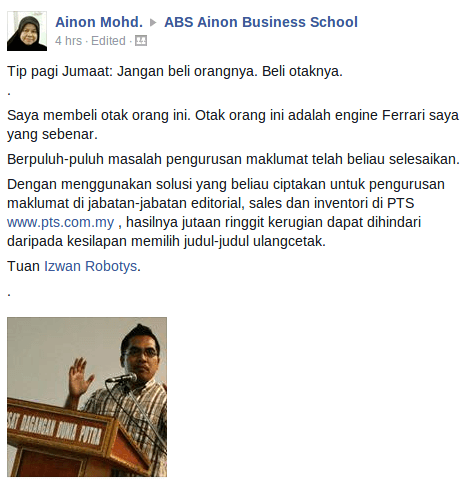 Ainon Mohd. ▶ ABS Ainon Business School
4 hrs · Edited ·
Tip pagi Jumaat: Jangan beli orangnya. Beli otaknya.
.
Saya membeli otak orang ini. Otak orang ini adalah engine Ferrari saya
yang sebenar.
Berpuluh-puluh masalah pengurusan maklumat telah beliau selesaikan.
Dengan menggunakan solusi yang beliau ciptakan untuk pengurusan
maklumat di jabatan-jabatan editorial, sales dan inventori di PTS
www.pts.com.my , hasilnya jutaan ringgit kerugian dapat dihindari
daripada kesilapan memilih judul-judul ulangcetak.
Tuan Izwan Robotys.
.
SAT DAGANGAN DUNIA PUTRA